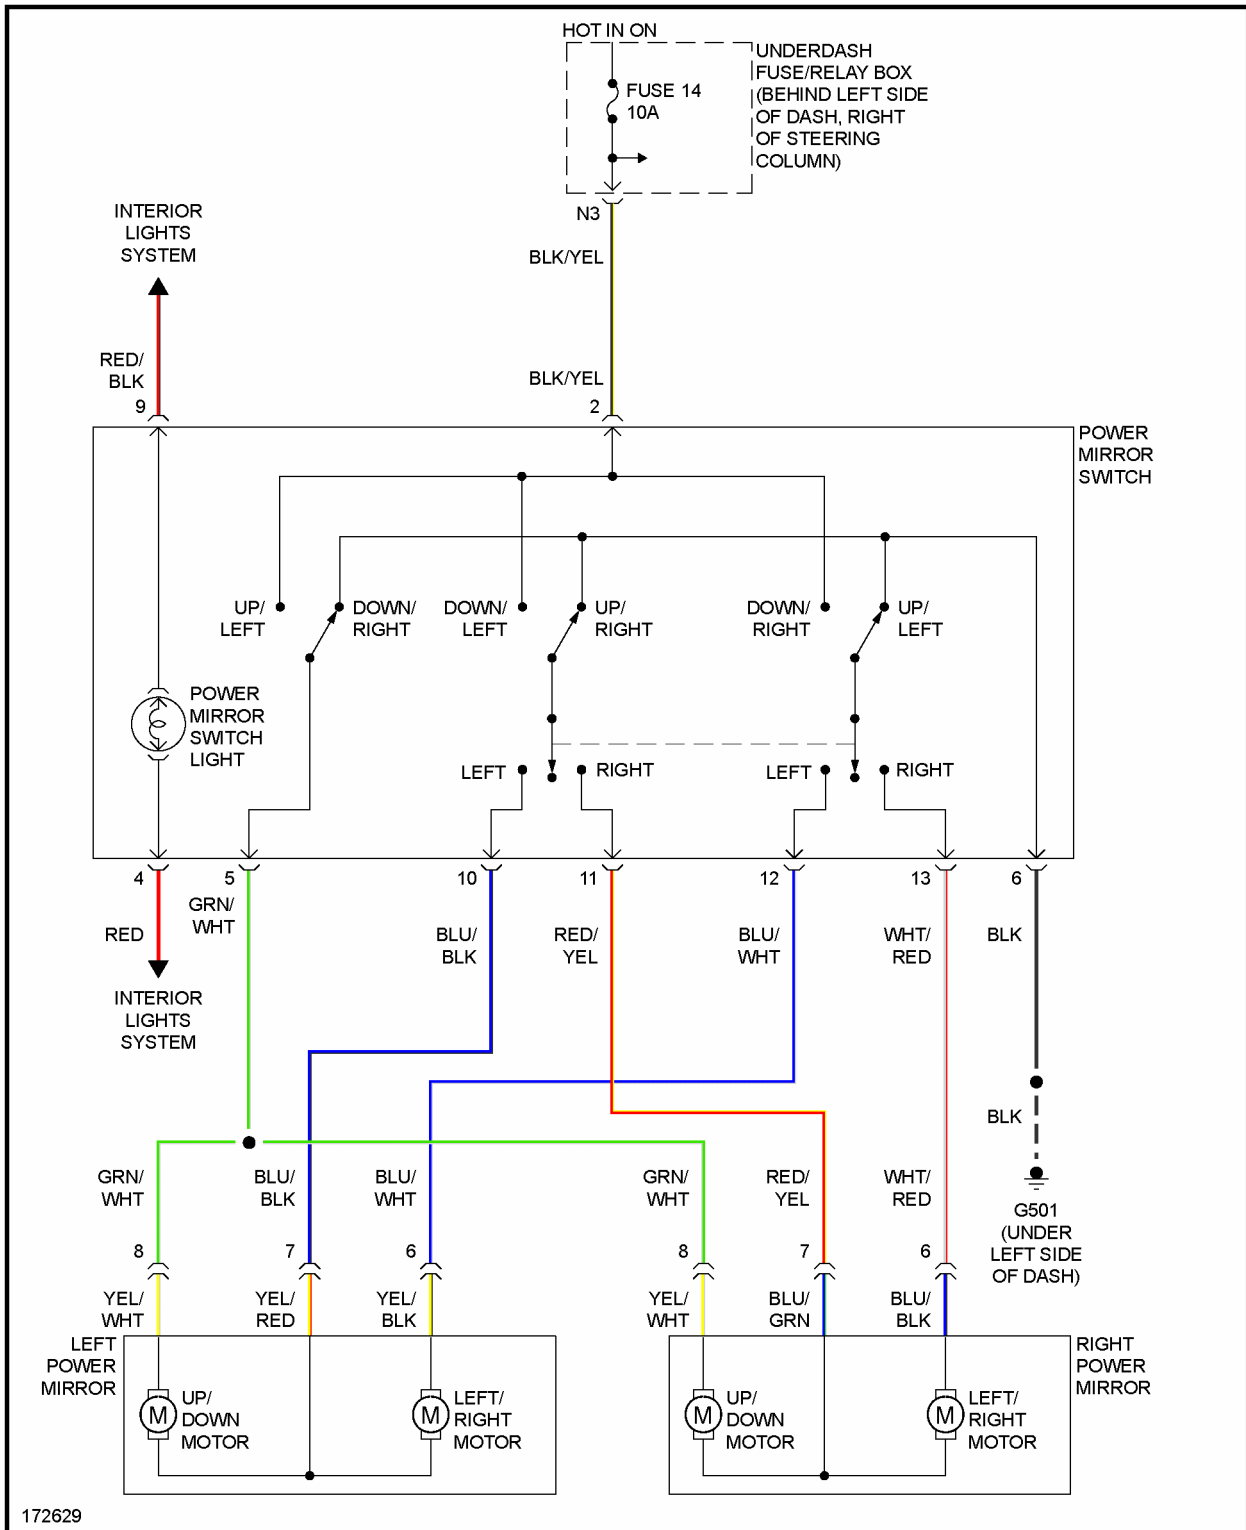 HOT IN ON
UNDERDASH
FUSE/RELAY BOX
(BEHIND LEFT SIDE
OF DASH, RIGHT
OF STEERING
COLUMN)
FUSE 14
10A
N3
BLK/YEL
INTERIOR
LIGHTS
SYSTEM
RED/
BLK
9
BLK/YEL
2
POWER
MIRROR
SWITCH
UP/
LEFT
DOWN/
RIGHT
DOWN/
LEFT
UP/
RIGHT
DOWN/
RIGHT
UP/
LEFT
POWER
MIRROR
SWITCH
LIGHT
LEFT
RIGHT
LEFT
RIGHT
4
5
10
11
12
13
6
RED
GRN/
WHT
BLU/
BLK
RED/
YEL
BLU/
WHT
WHT/
RED
BLK
INTERIOR
LIGHTS
SYSTEM
BLK
GRN/
WHT
BLU/
BLK
BLU/
WHT
GRN/
WHT
RED/
YEL
WHT/
RED
G501
(UNDER
LEFT SIDE
OF DASH)
8
7
6
8
7
6
YEL/
WHT
YEL/
RED
YEL/
BLK
YEL/
WHT
BLU/
GRN
BLU/
BLK
LEFT
POWER
MIRROR
M
UP/
DOWN
MOTOR
M
LEFT/
RIGHT
MOTOR
M
UP/
DOWN
MOTOR
M
LEFT/
RIGHT
MOTOR
RIGHT
POWER
MIRROR
172629